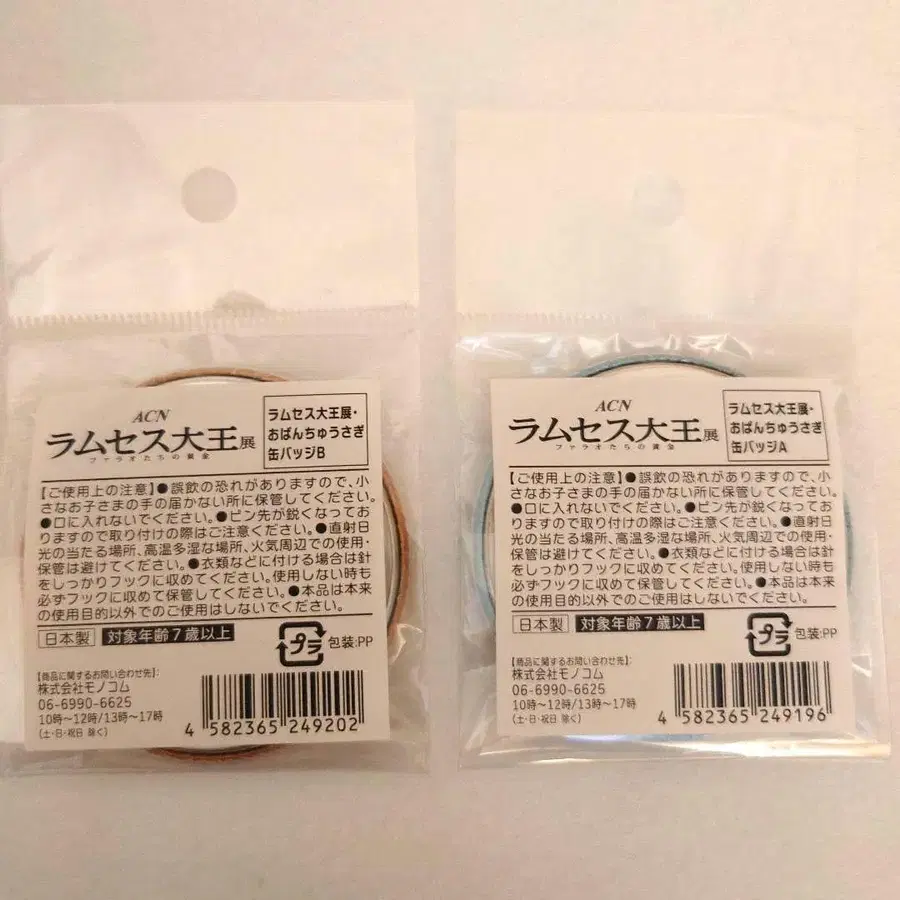 ACN
ラムセス大王展
ファラオたちの黄金
ラムセス大王展・
おぱんちゅうさぎ
缶バッジB
【ご使用上の注意】●誤飲の恐れがありますので、小
さなお子さまの手の届かない所に保管してください。
●口に入れないでください。●ピン先が鋭くなってお
りますので取り付けの際はご注意ください。●直射日
光の当たる場所、高温多湿な場所、火気周辺での使用・
保管は避けてください。●衣類などに付ける場合は針
をしっかりフックに収めてください。使用しない時も
必ずフックに収めて保管してください。●本品は本来
の使用目的以外でのご使用はしないでください。
日本製 対象年齢7歳以上
プラ 包装:PP
【商品に関するお問い合わせ先】:
株式会社モノコム
06-6990-6625
10時〜12時/13時〜17時
(土・日・祝日 除く)
4 582365 249202
ACN
ラムセス大王展
ファラオたちの黄金
ラムセス大王展・
おぱんちゅうさぎ
缶バッジA
【ご使用上の注意】●誤飲の恐れがありますので、小
さなお子さまの手の届かない所に保管してください。
●口に入れないでください。●ピン先が鋭くなってお
りますので取り付けの際はご注意ください。●直射日
光の当たる場所、高温多湿な場所、火気周辺での使用・
保管は避けてください。●衣類などに付ける場合は針
をしっかりフックに収めてください。使用しない時も
必ずフックに収めて保管してください。●本品は本来
の使用目的以外でのご使用はしないでください。
日本製 対象年齢7歳以上
プラ 包装:PP
【商品に関するお問い合わせ先】:
株式会社モノコム
06-6990-6625
10時〜12時/13時〜17時
(土・日・祝日 除く)
4 582365 249196